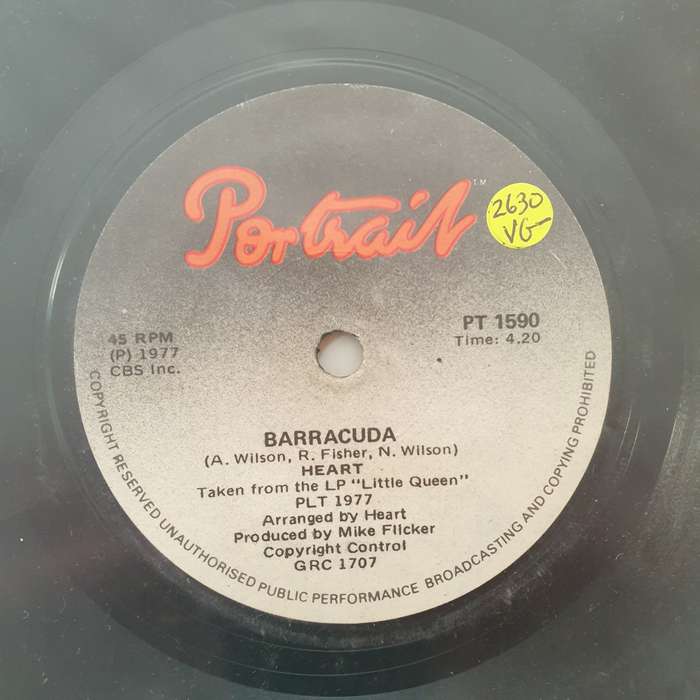 Portrait™
2630
VG-
45 RPM
(P) 1977
CBS Inc.
PT 1590
Time: 4.20
BARRACUDA
(A. Wilson, R. Fisher, N. Wilson)
HEART
Taken from the LP "Little Queen"
PLT 1977
Arranged by Heart
Produced by Mike Flicker
Copyright Control
GRC 1707
COPYRIGHT RESERVED UNAUTHORISED PUBLIC PERFORMANCE BROADCASTING AND COPYING PROHIBITED